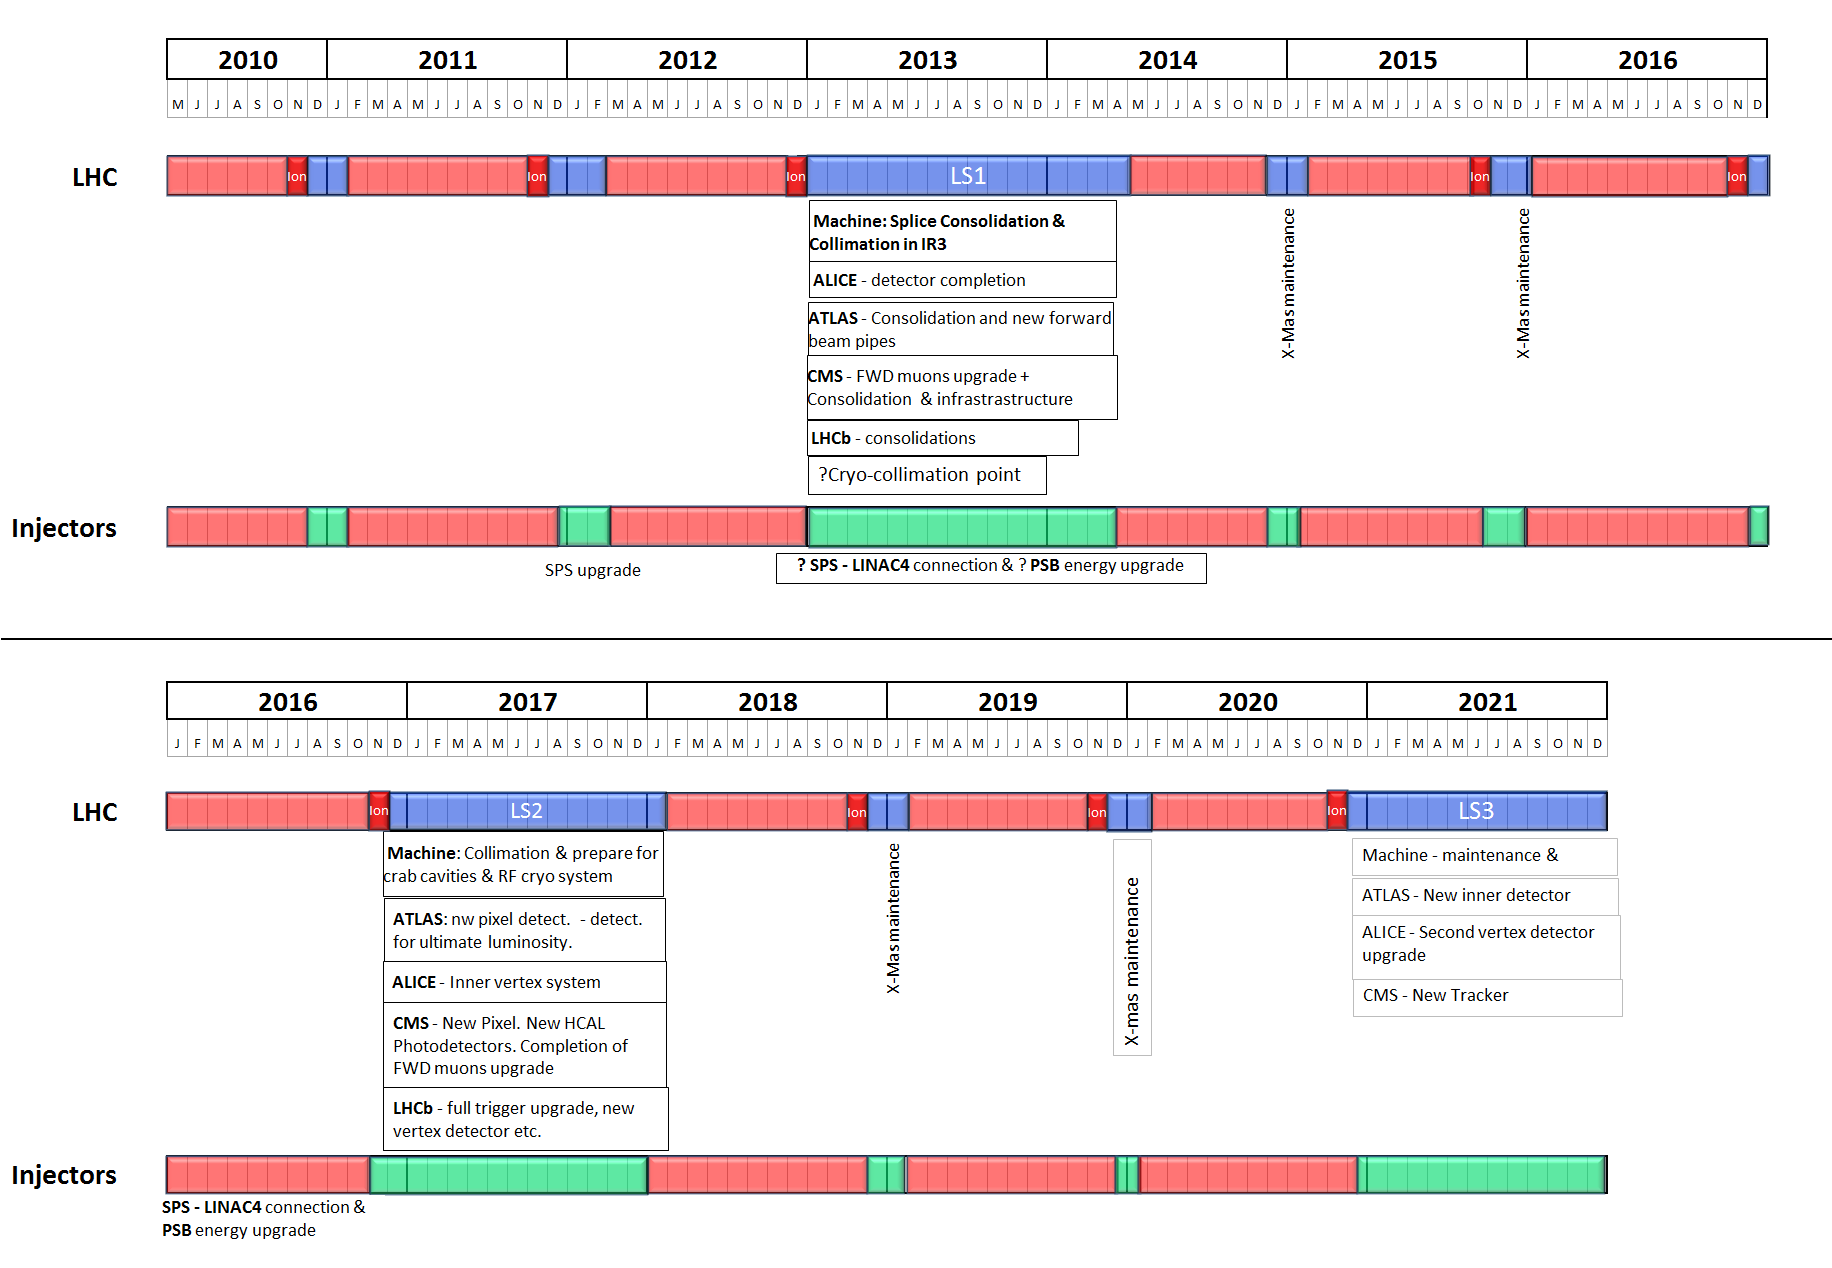 2010 2011 2012 2013 2014 2015 2016
M J J A S O N D J F M A M J J A S O N D J F M A M J J A S O N D J F M A M J J A S O N D J F M A M J J A S O N D J F M A M J J A S O N D J F M A M J J A S O N D
LHC
Ion Ion Ion LS1 Ion Ion
Machine: Splice Consolidation &
Collimation in IR3
ALICE - detector completion
ATLAS - Consolidation and new forward
beam pipes
CMS - FWD muons upgrade +
Consolidation & infrastrastructure
LHCb - consolidations
?Cryo-collimation point
X-Mas maintenance
X-Mas maintenance
Injectors
SPS upgrade
? SPS - LINAC4 connection & ? PSB energy upgrade
2016 2017 2018 2019 2020 2021
J F M A M J J A S O N D J F M A M J J A S O N D J F M A M J J A S O N D J F M A M J J A S O N D J F M A M J J A S O N D J F M A M J J A S O N D
LHC
Ion LS2 Ion Ion Ion LS3
Machine: Collimation & prepare for
crab cavities & RF cryo system
ATLAS: nw pixel detect. - detect.
for ultimate luminosity.
ALICE - Inner vertex system
CMS - New Pixel. New HCAL
Photodetectors. Completion of
FWD muons upgrade
LHCb - full trigger upgrade, new
vertex detector etc.
X-Mas maintenance
X-mas maintenance
Machine - maintenance &
ATLAS - New inner detector
ALICE - Second vertex detector
upgrade
CMS - New Tracker
Injectors
SPS - LINAC4 connection &
PSB energy upgrade